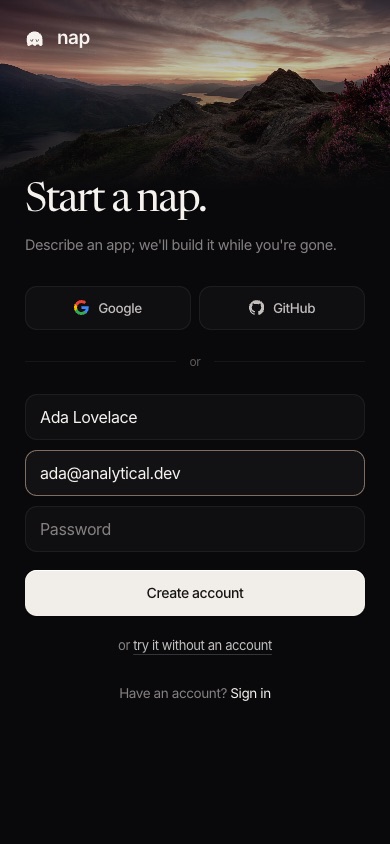 nap
Start a nap.
Describe an app; we'll build it while you're gone.
Google
GitHub
or
Ada Lovelace
ada@analytical.dev
Password
Create account
or try it without an account
Have an account? Sign in